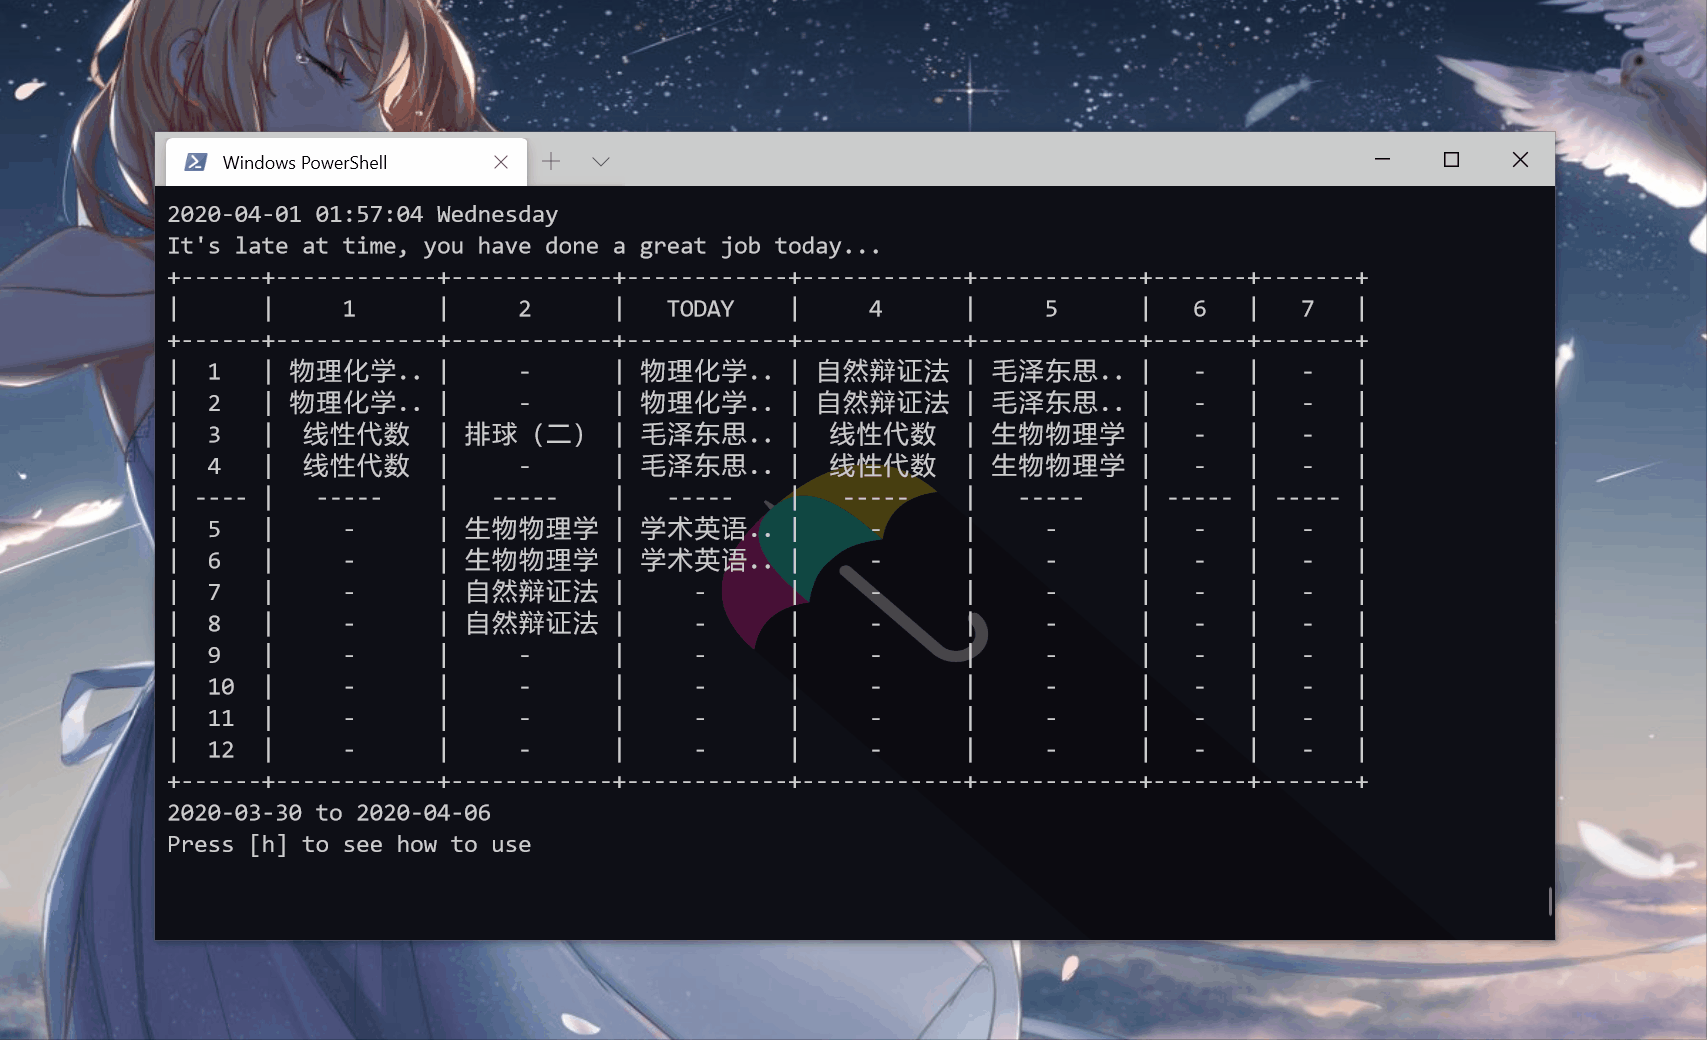 Windows PowerShell
2020-04-01 01:57:04 Wednesday
It's late at time, you have done a great job today...
+------+------------+------------+------------+------------+------------+-------+-------+
|      |     1      |     2      |   TODAY    |     4      |     5      |   6   |   7   |
+------+------------+------------+------------+------------+------------+-------+-------+
|  1   | 物理化学.. |     -      | 物理化学.. | 自然辩证法 | 毛泽东思.. |   -   |   -   |
|  2   | 物理化学.. |     -      | 物理化学.. | 自然辩证法 | 毛泽东思.. |   -   |   -   |
|  3   |  线性代数  | 排球（二） | 毛泽东思.. |  线性代数  | 生物物理学 |   -   |   -   |
|  4   |  线性代数  |     -      | 毛泽东思.. |  线性代数  | 生物物理学 |   -   |   -   |
| ---- |   -----    |   -----    |   -----    |   -----    |   -----    | ----- | ----- |
|  5   |     -      | 生物物理学 | 学术英语.. |     -      |     -      |   -   |   -   |
|  6   |     -      | 生物物理学 | 学术英语.. |     -      |     -      |   -   |   -   |
|  7   |     -      | 自然辩证法 |     -      |     -      |     -      |   -   |   -   |
|  8   |     -      | 自然辩证法 |     -      |     -      |     -      |   -   |   -   |
|  9   |     -      |     -      |     -      |     -      |     -      |   -   |   -   |
|  10  |     -      |     -      |     -      |     -      |     -      |   -   |   -   |
|  11  |     -      |     -      |     -      |     -      |     -      |   -   |   -   |
|  12  |     -      |     -      |     -      |     -      |     -      |   -   |   -   |
+------+------------+------------+------------+------------+------------+-------+-------+
2020-03-30 to 2020-04-06
Press [h] to see how to use